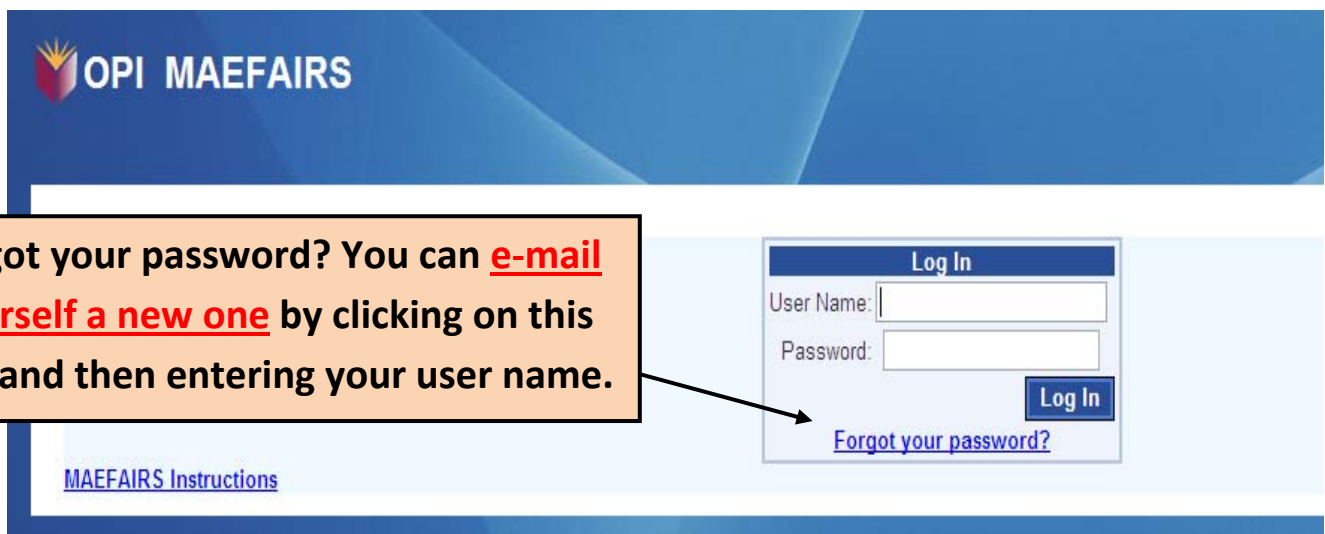 OPI MAEFAIRS
got your password? You can e-mail
rself a new one by clicking on this
and then entering your user name.
Log In
User Name:
Password:
Log In
Forgot your password?
MAEFAIRS Instructions